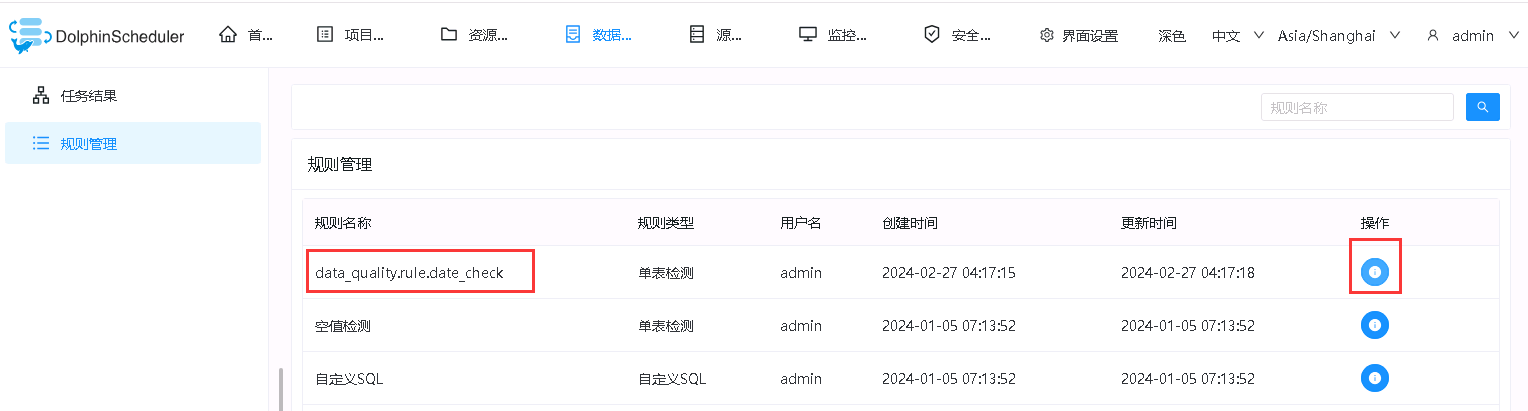 DolphinScheduler 首... 项目... 资源... 数据... 源... 监控... 安全... 界面设置 深色 中文 Asia/Shanghai admin
任务结果
规则管理
规则名称
规则管理
规则名称 规则类型 用户名 创建时间 更新时间 操作
data_quality.rule.date_check 单表检测 admin 2024-02-27 04:17:15 2024-02-27 04:17:18
空值检测 单表检测 admin 2024-01-05 07:13:52 2024-01-05 07:13:52
自定义SQL 自定义SQL admin 2024-01-05 07:13:52 2024-01-05 07:13:52